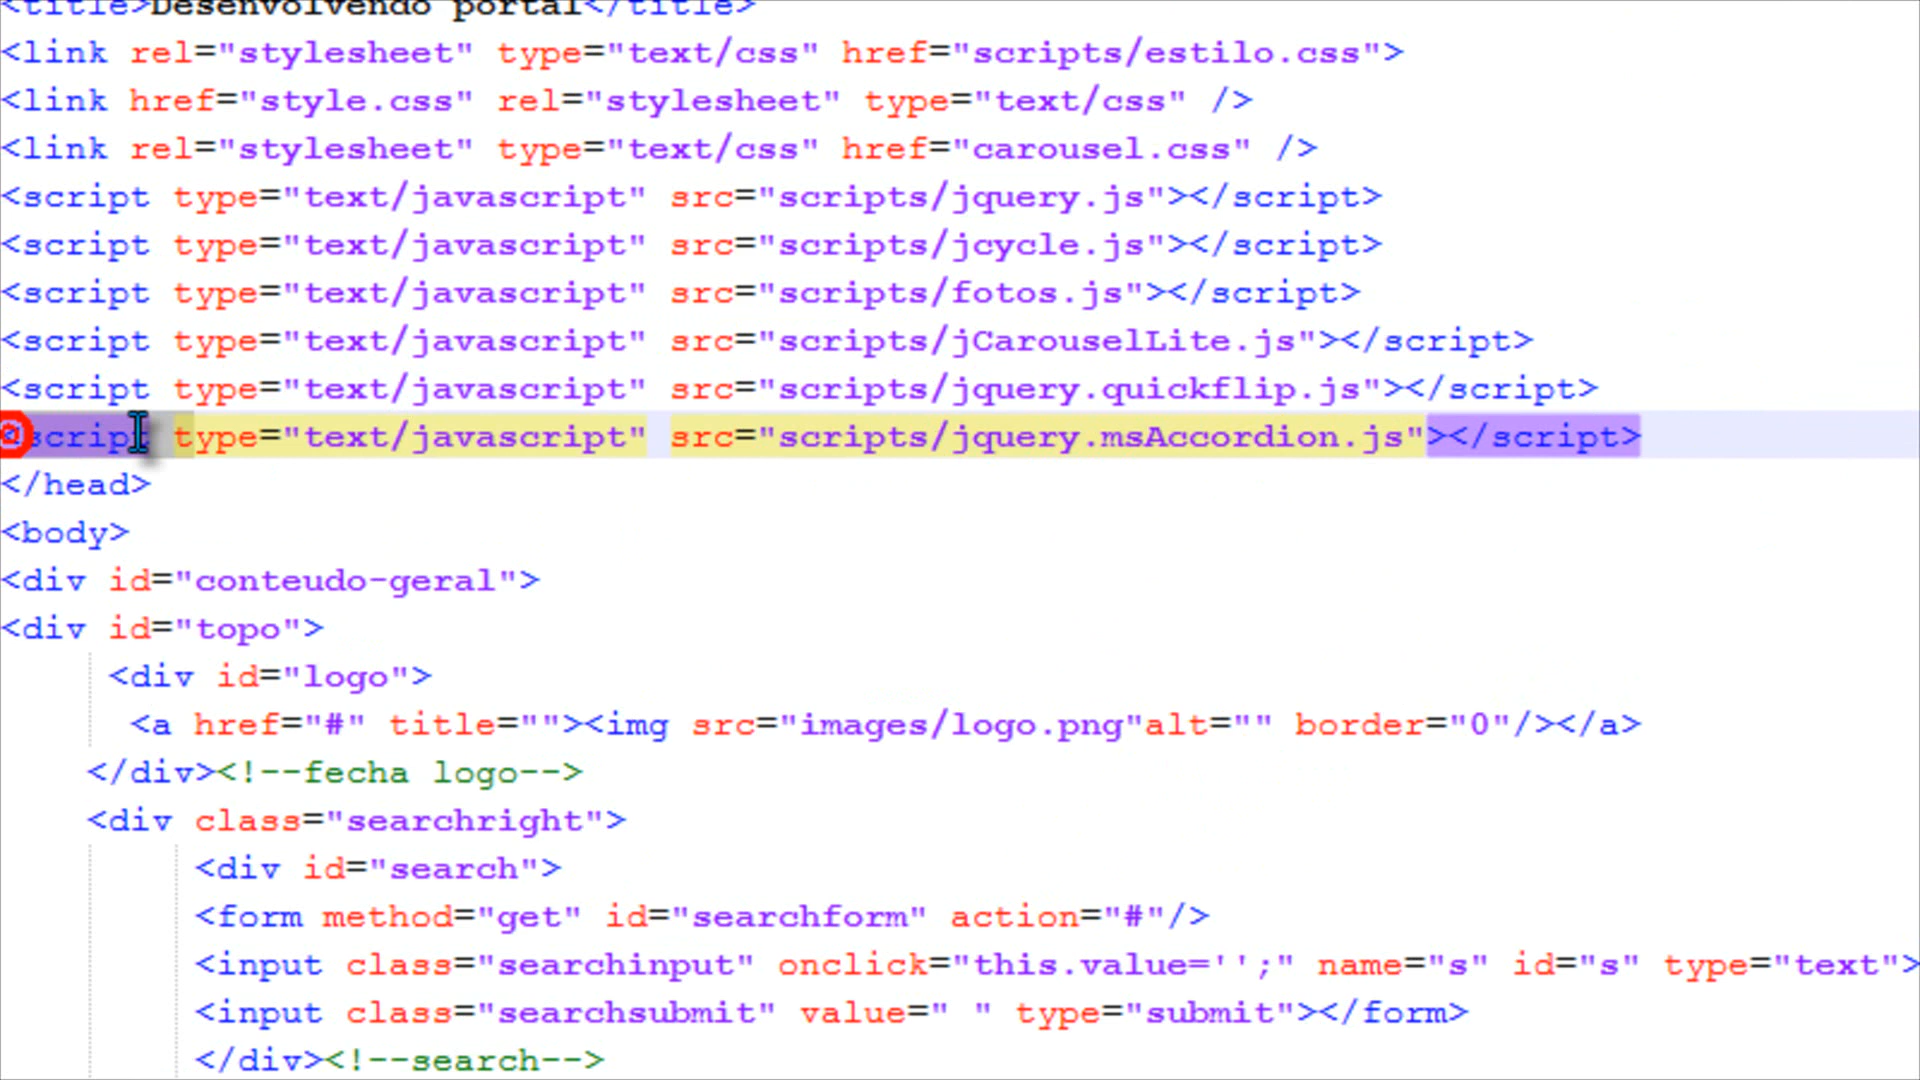 <title>Desenvolvendo portal</title>
<link rel="stylesheet" type="text/css" href="scripts/estilo.css">
<link href="style.css" rel="stylesheet" type="text/css" />
<link rel="stylesheet" type="text/css" href="carousel.css" />
<script type="text/javascript" src="scripts/jquery.js"></script>
<script type="text/javascript" src="scripts/jcycle.js"></script>
<script type="text/javascript" src="scripts/fotos.js"></script>
<script type="text/javascript" src="scripts/jCarouselLite.js"></script>
<script type="text/javascript" src="scripts/jquery.quickflip.js"></script>
<script type="text/javascript" src="scripts/jquery.msAccordion.js"></script>
</head>
<body>
<div id="conteudo-geral">
<div id="topo">
<div id="logo">
<a href="#" title=""><img src="images/logo.png"alt="" border="0"/></a>
</div><!--fecha logo-->
<div class="searchright">
<div id="search">
<form method="get" id="searchform" action="#"/>
<input class="searchinput" onclick="this.value='';" name="s" id="s" type="text">
<input class="searchsubmit" value=" " type="submit"></form>
</div><!--search-->